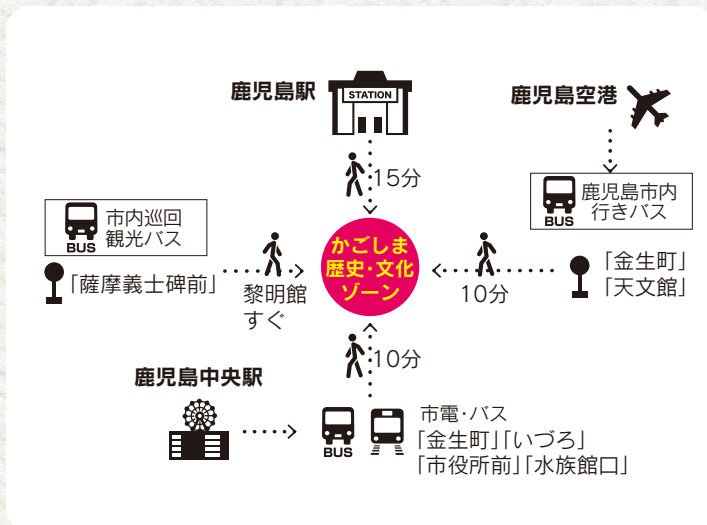 鹿児島駅
STATION
15分
鹿児島空港
BUS
鹿児島市内
行きバス
BUS
市内巡回
観光バス
「薩摩義士碑前」
黎明館
すぐ
かごしま
歴史・文化
ゾーン
10分
「金生町」
「天文館」
10分
鹿児島中央駅
BUS
市電・バス
「金生町」「いづろ」
「市役所前」「水族館口」